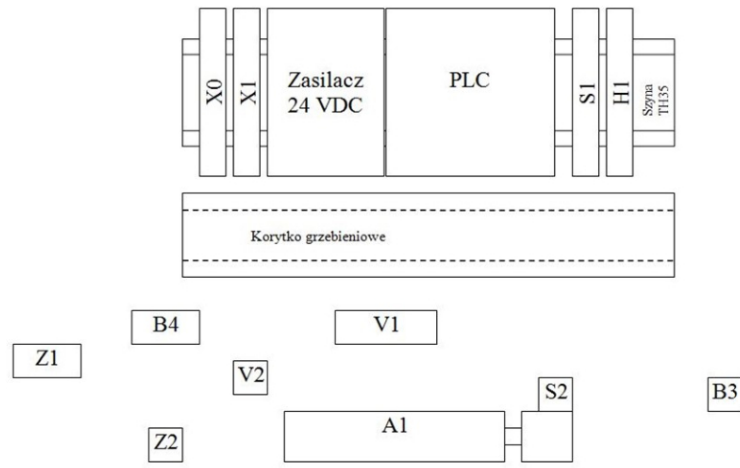 X0
X1
Zasilacz
24 VDC
PLC
S1
H1
Szyna
TH35
Korytko grzebieniowe
B4
V1
Z1
V2
S2
B3
A1
Z2